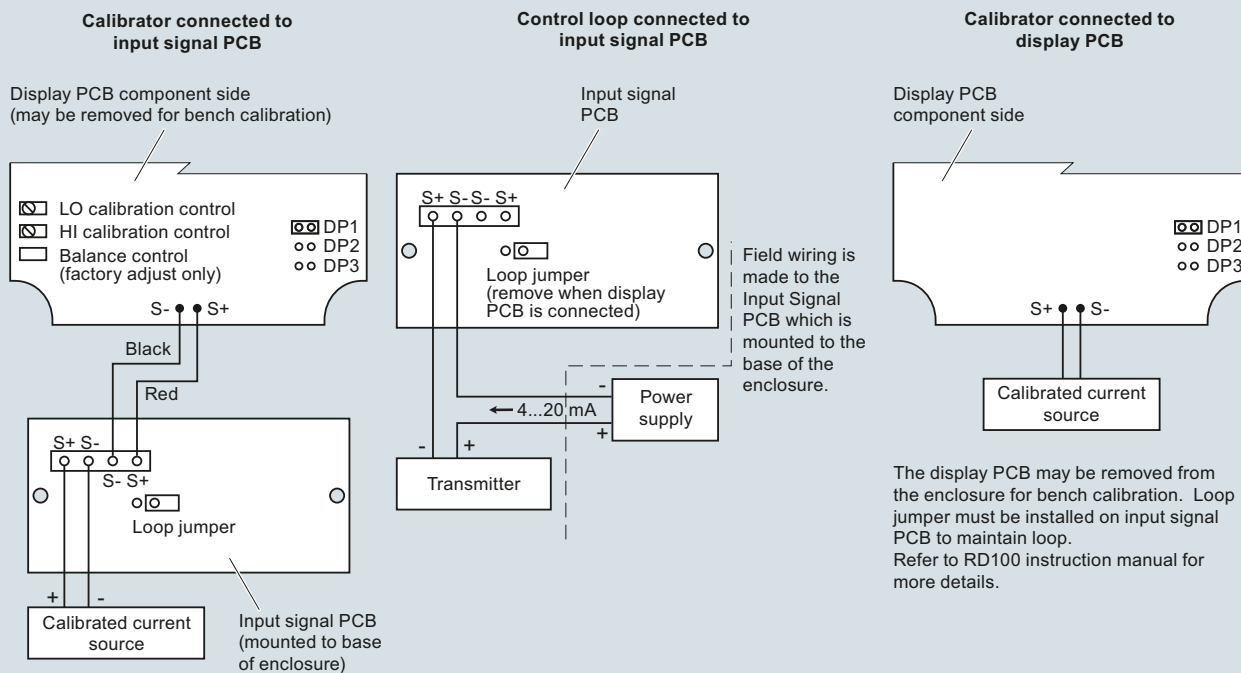 Calibrator connected to
input signal PCB
Display PCB component side
(may be removed for bench calibration)
LO calibration control
HI calibration control
Balance control
(factory adjust only)
DP1
DP2
DP3
S- S+
Black
Red
S+ S-
S- S+
Loop jumper
+ -
Calibrated current
source
Input signal PCB
(mounted to base
of enclosure)
Control loop connected to
input signal PCB
Input signal
PCB
S+ S- S- S+
Loop jumper
(remove when display
PCB is connected)
Field wiring is
made to the
Input Signal
PCB which is
mounted to the
base of the
enclosure.
-
4...20 mA
+
Power
supply
- +
Transmitter
Calibrator connected to
display PCB
Display PCB
component side
DP1
DP2
DP3
S+ S-
Calibrated current
source
The display PCB may be removed from
the enclosure for bench calibration. Loop
jumper must be installed on input signal
PCB to maintain loop.
Refer to RD100 instruction manual for
more details.